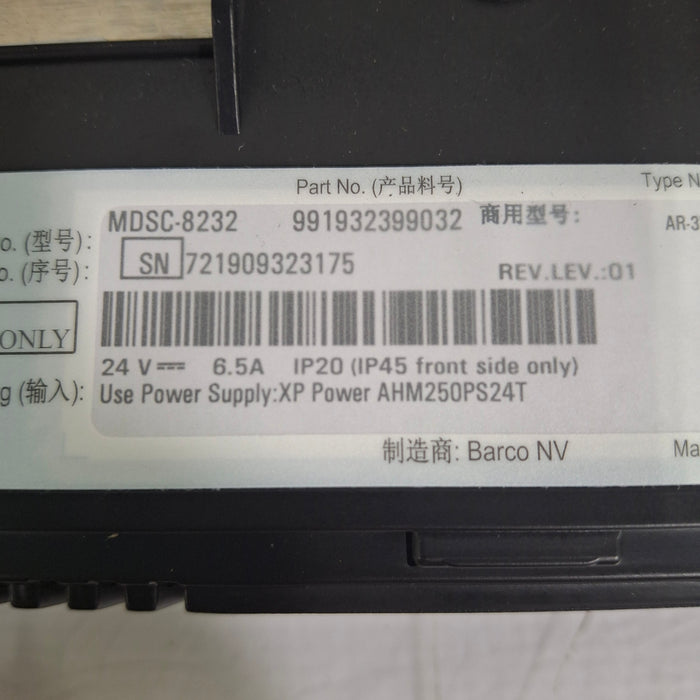 Part No. (产品料号)
Type N
MDSC-8232 991932399032 商用型号:
AR-3
o. (型号):
o. (序号):
SN 721909323175
REV.LEV.:01
ONLY
24 V 6.5A IP20 (IP45 front side only)
g (输入): Use Power Supply:XP Power AHM250PS24T
制造商: Barco NV
Ma